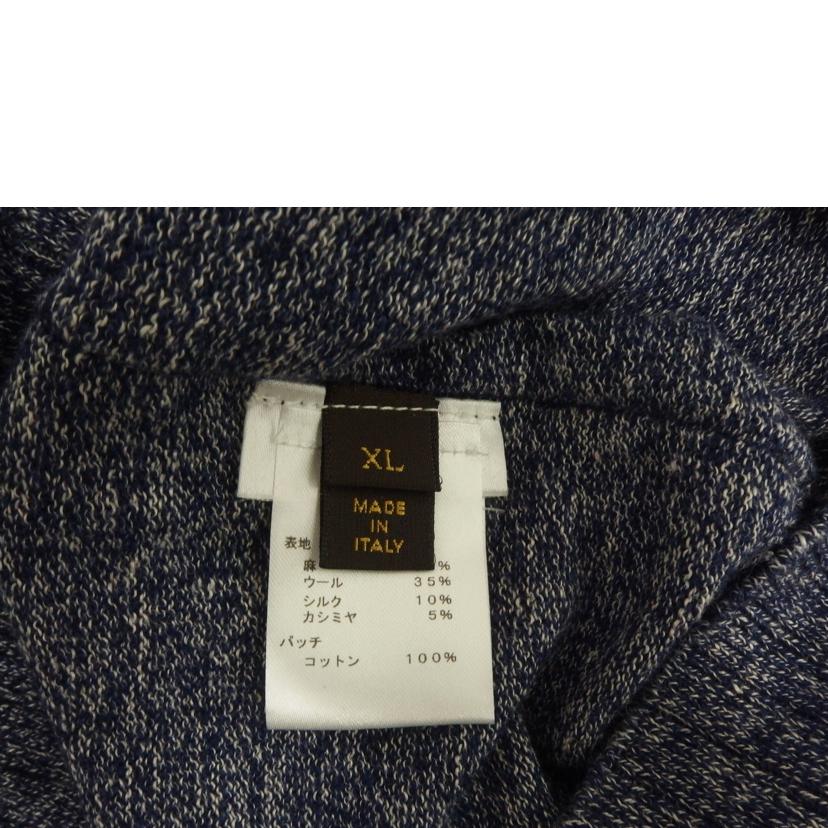 XL
MADE
IN
ITALY
表地
麻 %
ウール 35%
シルク 10%
カシミヤ 5%
パッチ
コットン 100%